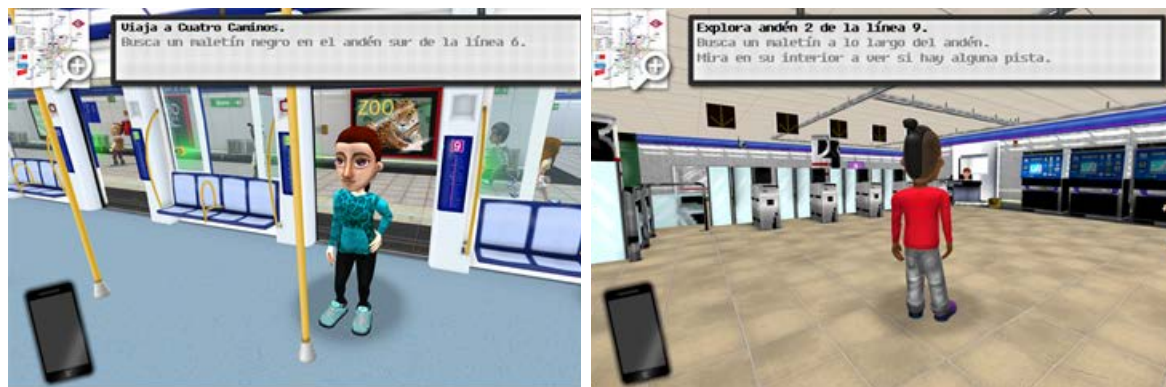 Viaja a Cuatro Caminos.
Busca un maletín negro en el andén sur de la línea 6.
ZOO
9
Explora andén 2 de la línea 9.
Busca un maletín a lo largo del andén.
Mira en su interior a ver si hay alguna pista.